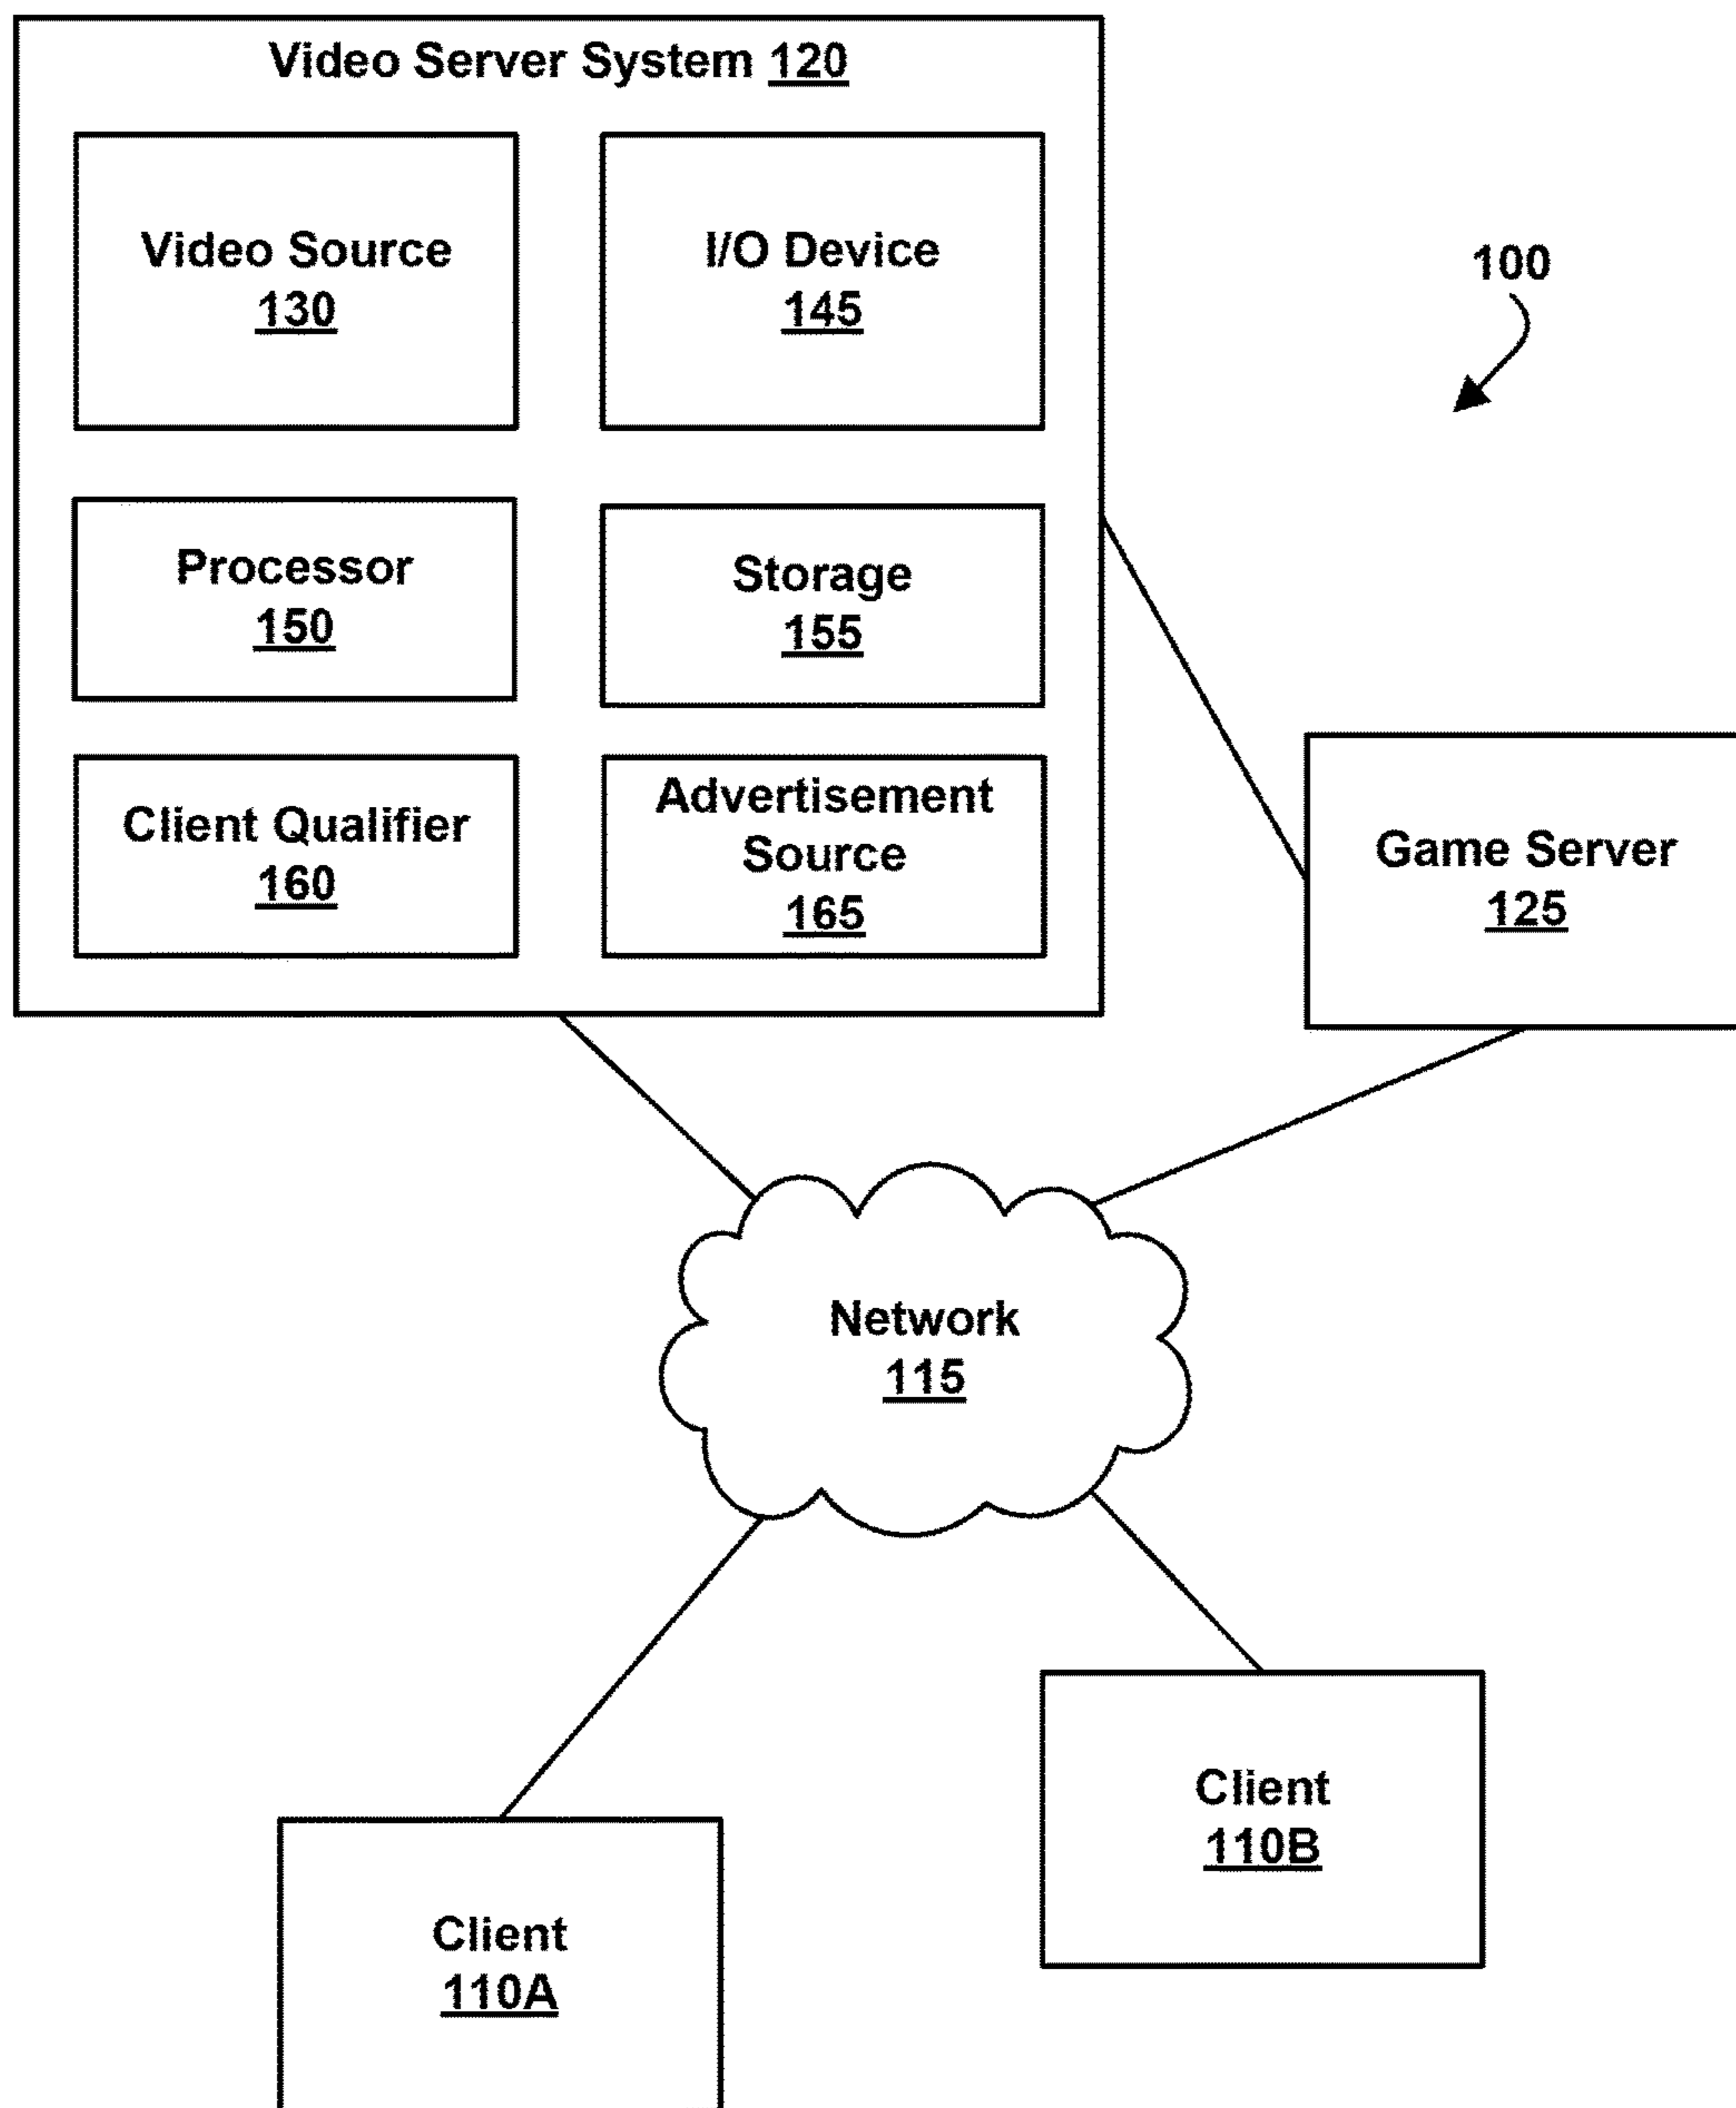 Video Server System 120
Video Source
130
I/O Device
145
100
Processor
150
Storage
155
Client Qualifier
160
Advertisement
Source
165
Game Server
125
Network
115
Client
110B
Client
110A